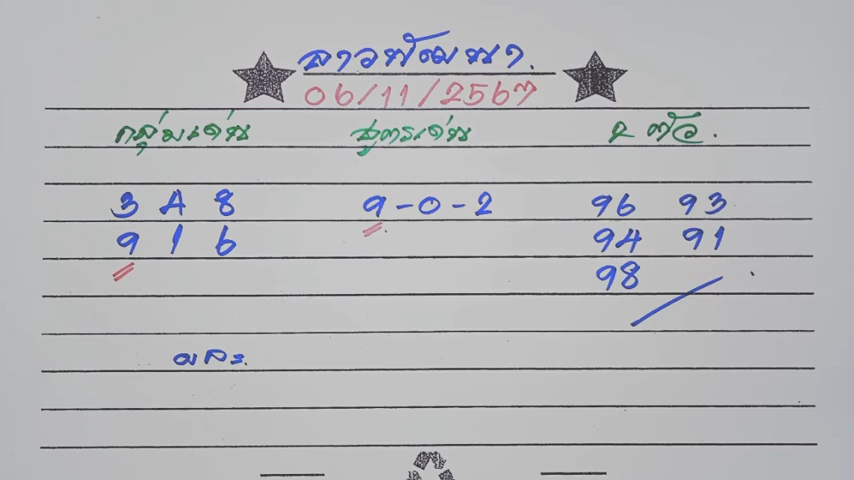 ลาวพัฒนา.
06/11/2567
กลุ่มเด่น สูตรเด่น 2 ตัว.
3 4 8 9-0-2 96 93
9 1 6 94 91
98